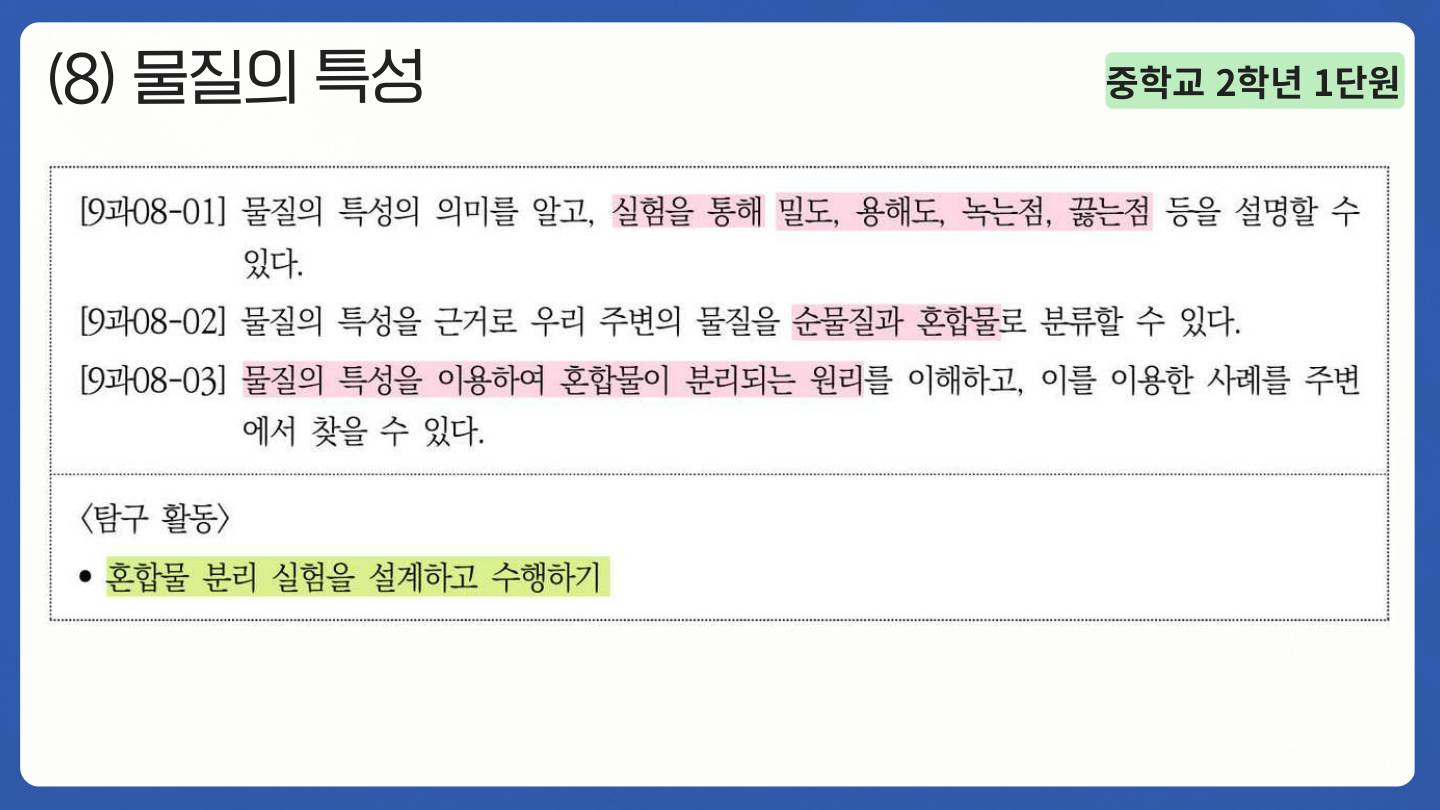 (8) 물질의 특성
중학교 2학년 1단원
[9과08-01] 물질의 특성의 의미를 알고, 실험을 통해 밀도, 용해도, 녹는점, 끓는점 등을 설명할 수
있다.
[9과08-02] 물질의 특성을 근거로 우리 주변의 물질을 순물질과 혼합물로 분류할 수 있다.
[9과08-03] 물질의 특성을 이용하여 혼합물이 분리되는 원리를 이해하고, 이를 이용한 사례를 주변
에서 찾을 수 있다.
<탐구 활동>
• 혼합물 분리 실험을 설계하고 수행하기